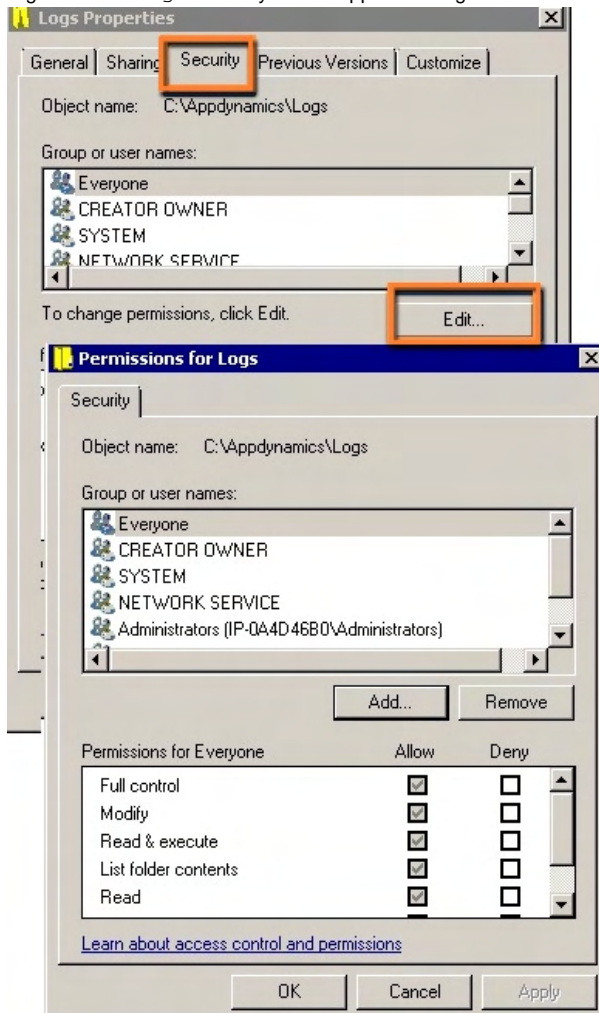 Logs Properties
General Sharing Security Previous Versions Customize
Object name: C:\Appdynamics\Logs
Group or user names:
Everyone
CREATOR OWNER
SYSTEM
NETWORK SERVICE
To change permissions, click Edit.
Edit...
Permissions for Logs
Security
Object name: C:\Appdynamics\Logs
Group or user names:
Everyone
CREATOR OWNER
SYSTEM
NETWORK SERVICE
Administrators (IP-0A4D46B0\Administrators)
Add... Remove
Permissions for Everyone Allow Deny
Full control
Modify
Read & execute
List folder contents
Read
Learn about access control and permissions
OK Cancel Apply